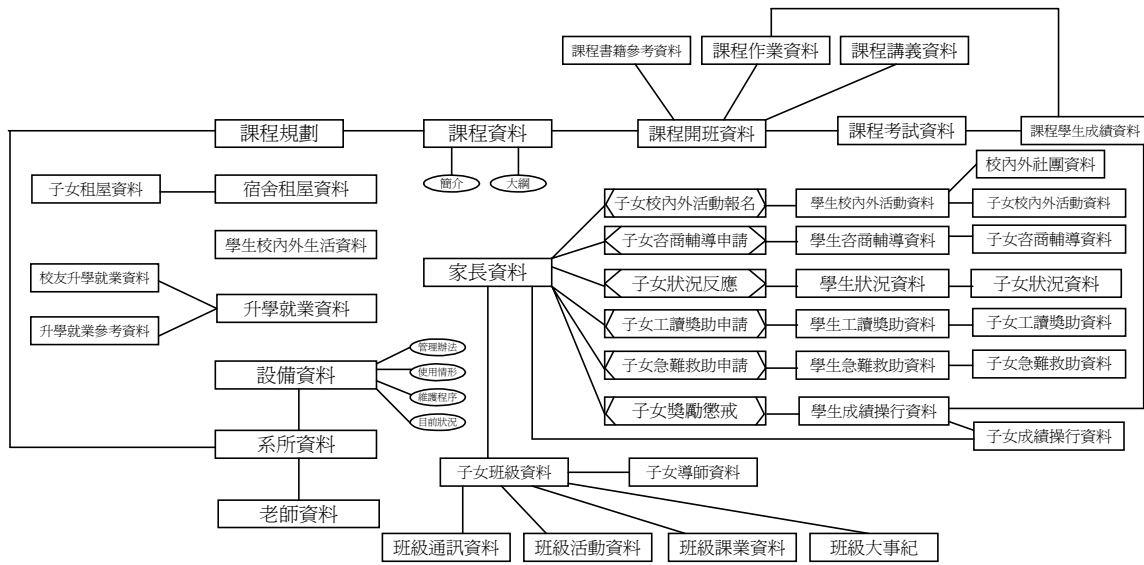 課程書籍參考資料
課程作業資料
課程講義資料
課程規劃
課程資料
課程開班資料
課程考試資料
課程學生成績資料
簡介
大綱
校內外社團資料
子女租屋資料
宿舍租屋資料
子女校內外活動報名
學生校內外活動資料
子女校內外活動資料
學生校內外生活資料
子女咨商輔導申請
學生咨商輔導資料
子女咨商輔導資料
家長資料
校友升學就業資料
子女狀況反應
學生狀況資料
子女狀況資料
升學就業資料
升學就業參考資料
子女工讀獎助申請
學生工讀獎助資料
子女工讀獎助資料
管理辦法
設備資料
使用情形
子女急難救助申請
學生急難救助資料
子女急難救助資料
維護程序
目前狀況
子女獎勵懲戒
學生成績操行資料
系所資料
子女成績操行資料
子女班級資料
子女導師資料
老師資料
班級通訊資料
班級活動資料
班級課業資料
班級大事紀